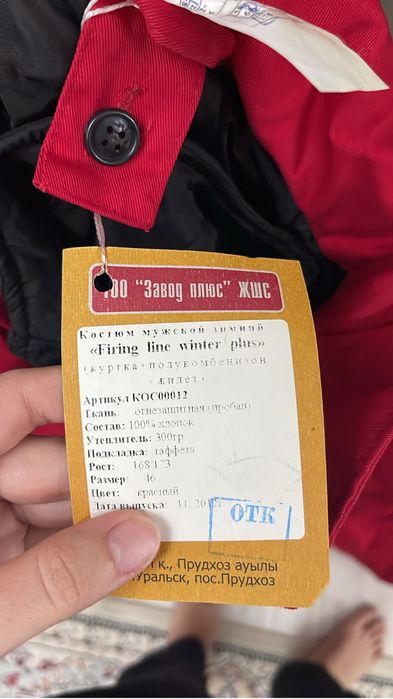 ТОО "Завод плюс" ЖШС
Костюм мужской зимний
«Firing line winter plus»
(куртка+полукомбенизон
+жилет)
Артикул КОС00012
Ткань: огнезащитная (пробан)
Состав: 100% хлопок
Утеплитель: 300гр
Подкладка: таффета
Рост: 168-173
Размер: 46
Цвет: красный
Дата выпуска: 11.
ОТК
к., Прудхоз ауылы
.Уральск, пос.Прудхоз